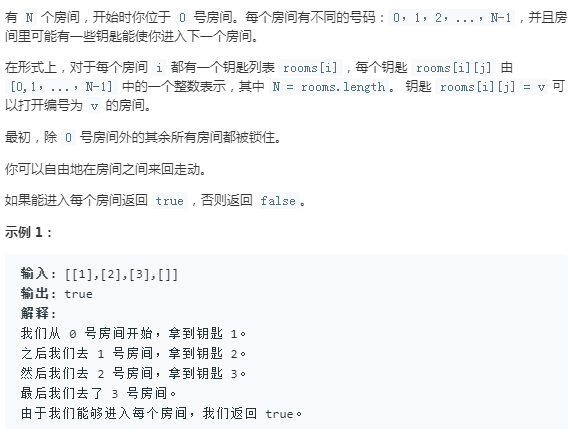 有 N 个房间，开始时你位于 0 号房间。每个房间有不同的号码：0，1，2，...，N-1，并且房
间里可能有一些钥匙能使你进入下一个房间。
在形式上，对于每个房间 i 都有一个钥匙列表 rooms[i]，每个钥匙 rooms[i][j] 由
[0,1，...，N-1] 中的一个整数表示，其中 N = rooms.length。 钥匙 rooms[i][j] = v 可
以打开编号为 v 的房间。
最初，除 0 号房间外的其余所有房间都被锁住。
你可以自由地在房间之间来回走动。
如果能进入每个房间返回 true，否则返回 false。
示例 1：
输入: [[1],[2],[3],[]]
输出: true
解释:
我们从 0 号房间开始，拿到钥匙 1。
之后我们去 1 号房间，拿到钥匙 2。
然后我们去 2 号房间，拿到钥匙 3。
最后我们去了 3 号房间。
由于我们能够进入每个房间，我们返回 true。